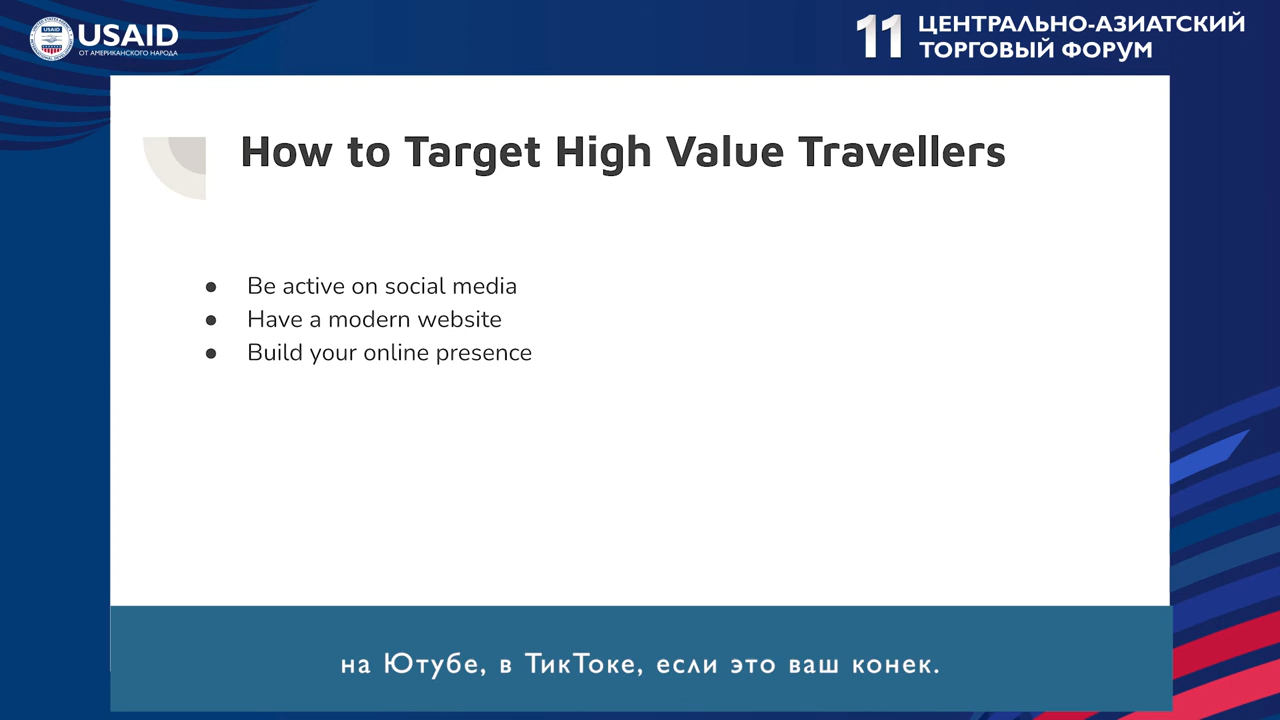 USAID
ОТ АМЕРИКАНСКОГО НАРОДА
11 ЦЕНТРАЛЬНО-АЗИАТСКИЙ
ТОРГОВЫЙ ФОРУМ
How to Target High Value Travellers
● Be active on social media
● Have a modern website
● Build your online presence
на Ютубе, в ТикТоке, если это ваш конек.